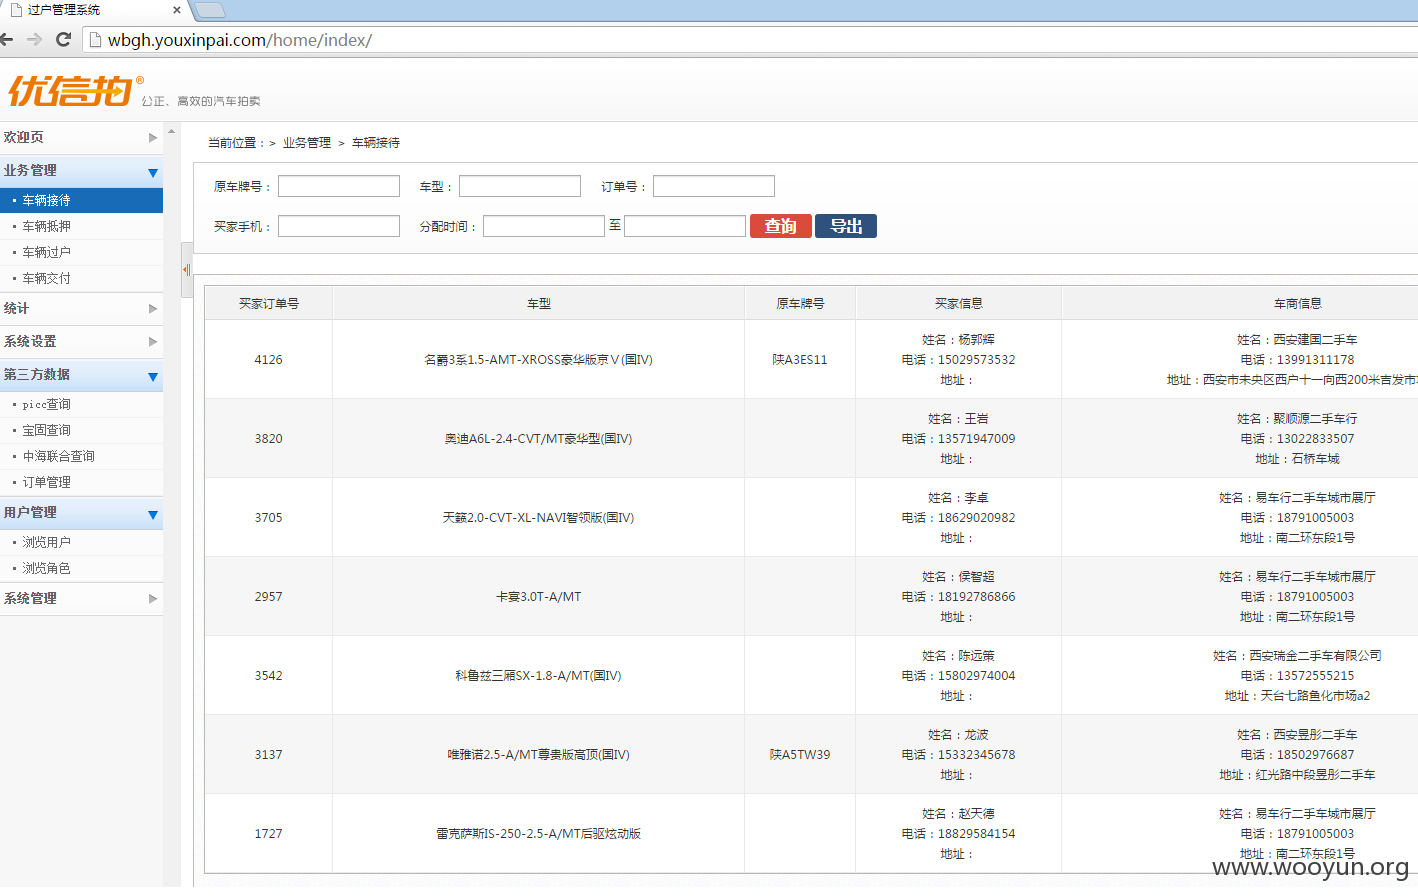 过户管理系统
wbgh.youxinpai.com/home/index/
优信拍® 公正、高效的汽车拍卖
欢迎页
业务管理
车辆接待
车辆抵押
车辆过户
车辆交付
统计
系统设置
第三方数据
picc查询
宝固查询
中海联合查询
订单管理
用户管理
浏览用户
浏览角色
系统管理
当前位置：> 业务管理 > 车辆接待
原车牌号： 车型： 订单号：
买家手机： 分配时间： 至 查询 导出
买家订单号 车型 原车牌号 买家信息 车商信息
4126 名爵3系1.5-AMT-XROSS豪华版京Ⅴ(国IV) 陕A3ES11
姓名：杨郭辉
电话：15029573532
地址：
姓名：西安建国二手车
电话：13991311178
地址：西安市未央区西户十一向西200米吉发市
3820 奥迪A6L-2.4-CVT/MT豪华型(国IV)
姓名：王岩
电话：13571947009
地址：
姓名：聚顺源二手车行
电话：13022833507
地址：石桥车城
3705 天籁2.0-CVT-XL-NAVI智领版(国IV)
姓名：李卓
电话：18629020982
地址：
姓名：易车行二手车城市展厅
电话：18791005003
地址：南二环东段1号
2957 卡宴3.0T-A/MT
姓名：侯智超
电话：18192786866
地址：
姓名：易车行二手车城市展厅
电话：18791005003
地址：南二环东段1号
3542 科鲁兹三厢SX-1.8-A/MT(国IV)
姓名：陈远策
电话：15802974004
地址：
姓名：西安瑞金二手车有限公司
电话：13572555215
地址：天台七路鱼化市场a2
3137 唯雅诺2.5-A/MT尊贵版高顶(国IV) 陕A5TW39
姓名：龙波
电话：15332345678
地址：
姓名：西安昱彤二手车
电话：18502976687
地址：红光路中段昱彤二手车
1727 雷克萨斯IS-250-2.5-A/MT后驱炫动版
姓名：赵天德
电话：18829584154
地址：
姓名：易车行二手车城市展厅
电话：18791005003
地址：南二环东段1号
www.wooyun.org